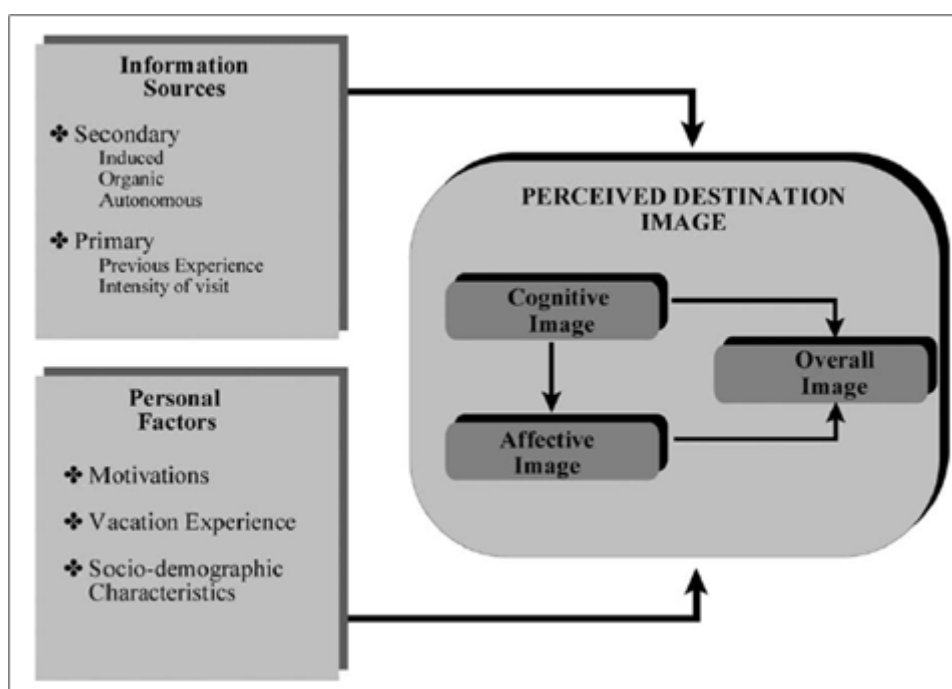 Information
Sources
❖ Secondary
Induced
Organic
Autonomous
❖ Primary
Previous Experience
Intensity of visit
Personal
Factors
❖ Motivations
❖ Vacation Experience
❖ Socio-demographic
Characteristics
PERCEIVED DESTINATION
IMAGE
Cognitive
Image
Affective
Image
Overall
Image